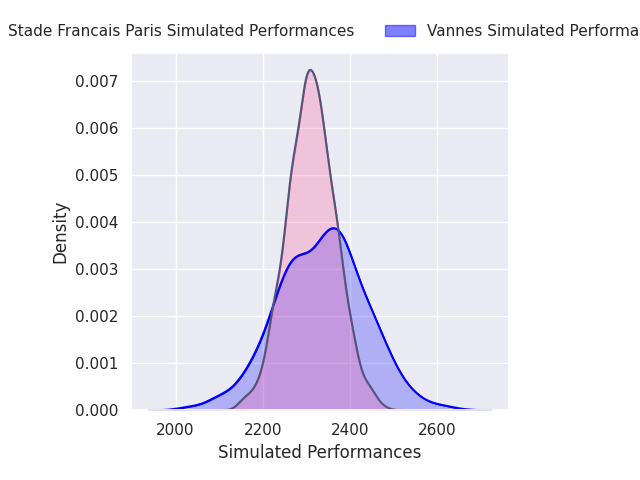 Stade Francais Paris Simulated Performances Vannes Simulated Performa
0.007
0.006
0.005
0.004
0.003
0.002
0.001
0.000
Density
2000 2200 2400 2600
Simulated Performances